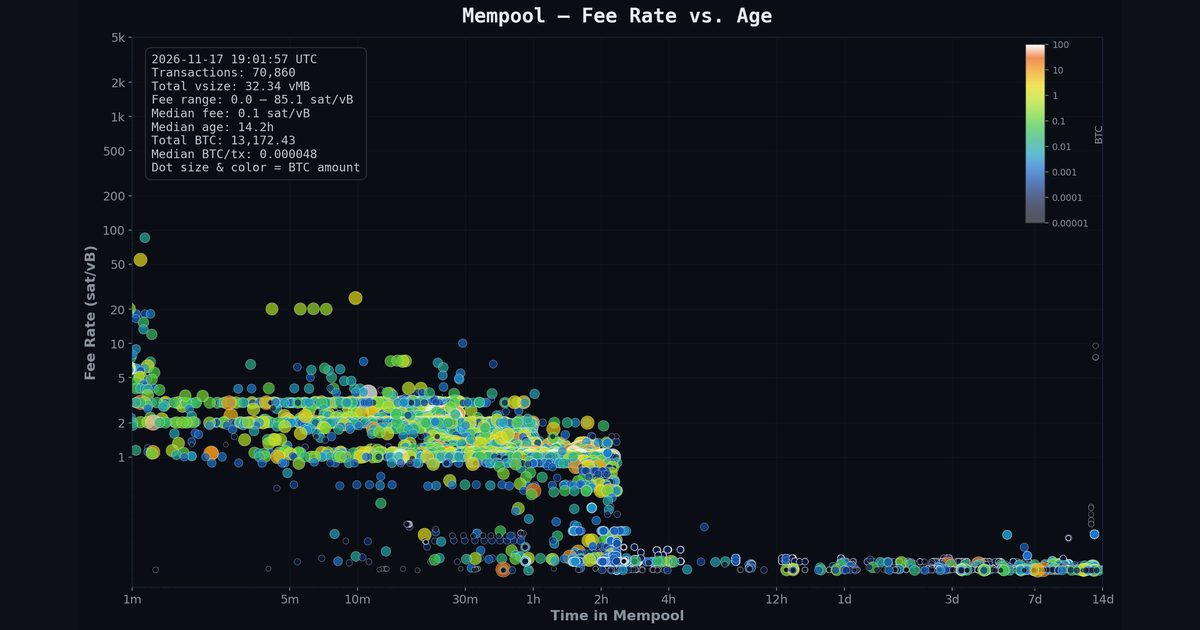 Mempool — Fee Rate vs. Age
2026-11-17 19:01:57 UTC
Transactions: 70,860
Total vsize: 32.34 vMB
Fee range: 0.0 — 85.1 sat/vB
Median fee: 0.1 sat/vB
Median age: 14.2h
Total BTC: 13,172.43
Median BTC/tx: 0.000048
Dot size & color = BTC amount
5k
2k
1k
500
200
100
50
20
10
5
2
1
Fee Rate (sat/vB)
100
10
1
0.1
0.01
0.001
0.0001
0.00001
BTC
1m
5m
10m
30m
1h
2h
4h
12h
1d
3d
7d
14d
Time in Mempool